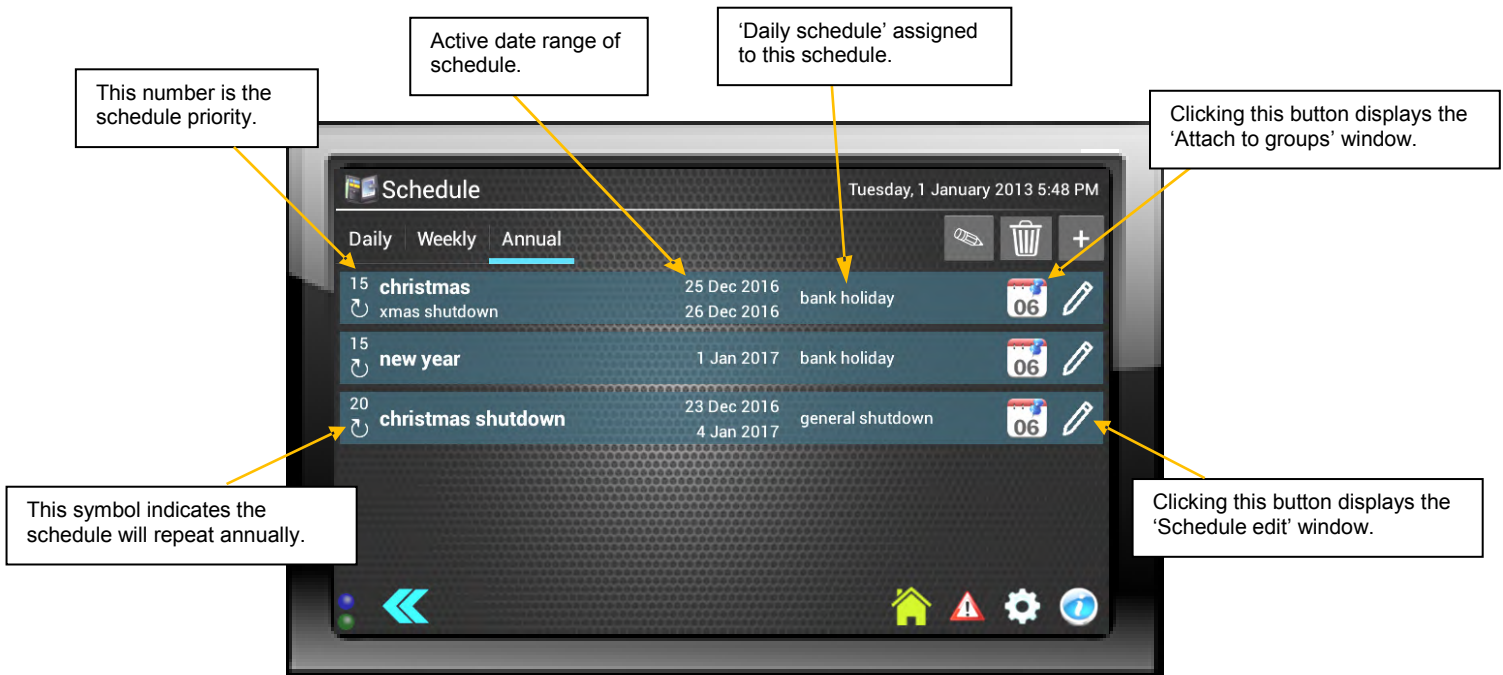 Active date range of
schedule.
‘Daily schedule’ assigned
to this schedule.
This number is the
schedule priority.
Clicking this button displays the
‘Attach to groups’ window.
Schedule
Tuesday, 1 January 2013 5:48 PM
Daily Weekly Annual
+
15 christmas 25 Dec 2016 bank holiday 06
xmas shutdown 26 Dec 2016
15 new year 1 Jan 2017 bank holiday 06
20 christmas shutdown 23 Dec 2016 general shutdown 06
4 Jan 2017
This symbol indicates the
schedule will repeat annually.
Clicking this button displays the
‘Schedule edit’ window.